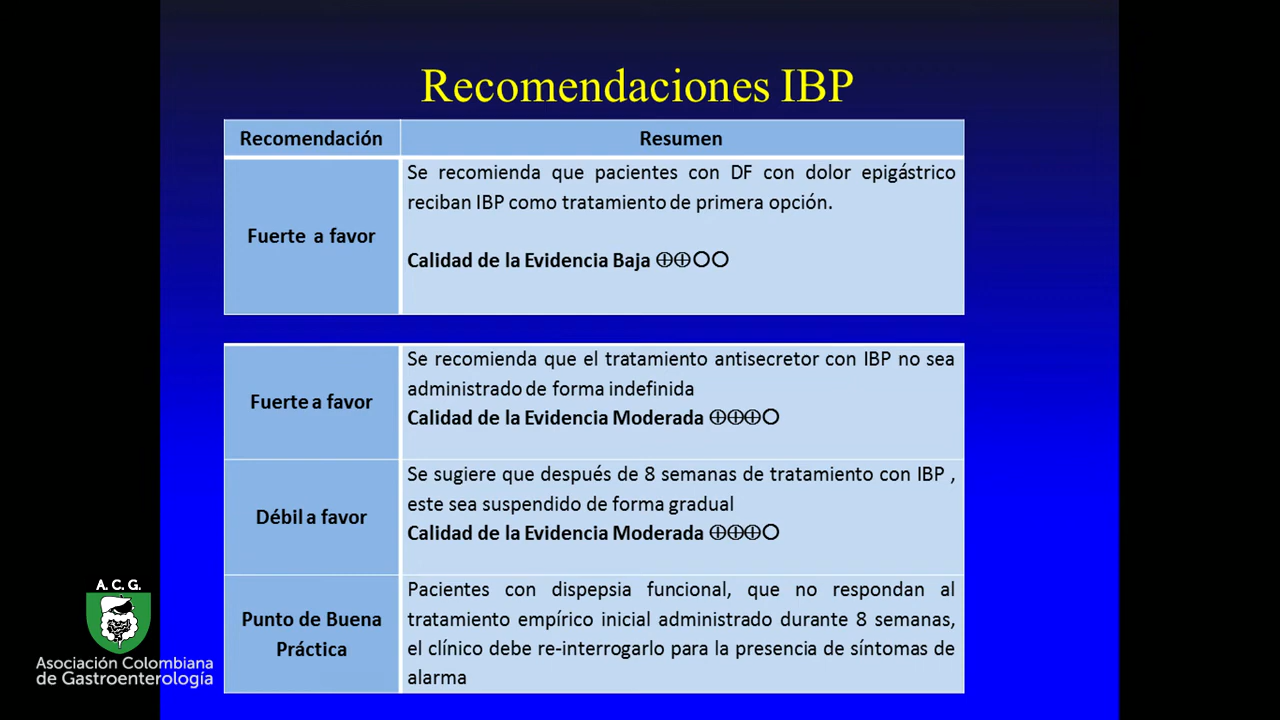 Recomendaciones IBP
Recomendación
Resumen
Fuerte a favor
Se recomienda que pacientes con DF con dolor epigástrico
reciban IBP como tratamiento de primera opción.
Calidad de la Evidencia Baja ⊕⊕〇〇
Fuerte a favor
Se recomienda que el tratamiento antisecretor con IBP no sea
administrado de forma indefinida
Calidad de la Evidencia Moderada ⊕⊕⊕〇
Débil a favor
Se sugiere que después de 8 semanas de tratamiento con IBP ,
este sea suspendido de forma gradual
Calidad de la Evidencia Moderada ⊕⊕⊕〇
Punto de Buena
Práctica
Pacientes con dispepsia funcional, que no respondan al
tratamiento empírico inicial administrado durante 8 semanas,
el clínico debe re-interrogarlo para la presencia de síntomas de
alarma
A. C. G.
Asociación Colombiana
de Gastroenterología